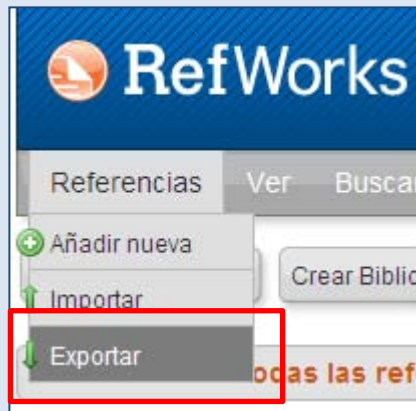 RefWorks
Referencias Ver Buscar
Añadir nueva
Importar
Crear Biblio
Exportar
odas las ref